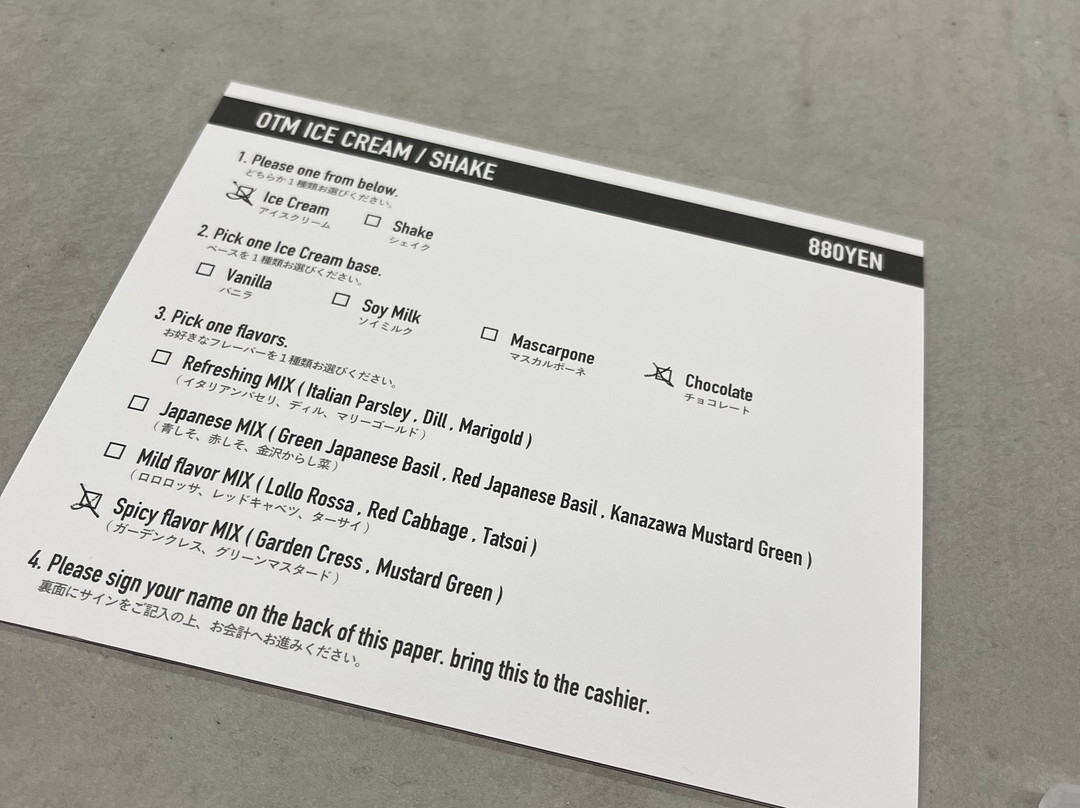 OTM ICE CREAM / SHAKE
880YEN
1. Please one from below.
どちらか1種類お選びください。
Ice Cream
アイスクリーム
Shake
シェイク
2. Pick one Ice Cream base.
ベースを1種類お選びください。
Vanilla
バニラ
Soy Milk
ソイミルク
Mascarpone
マスカルポーネ
Chocolate
チョコレート
3. Pick one flavors.
お好きなフレーバーを1種類お選びください。
Refreshing MIX ( Italian Parsley , Dill , Marigold )
（イタリアンパセリ、ディル、マリーゴールド）
Japanese MIX ( Green Japanese Basil , Red Japanese Basil , Kanazawa Mustard Green )
（青しそ、赤しそ、金沢からし菜）
Mild flavor MIX ( Lollo Rossa , Red Cabbage , Tatsoi )
（ロロロッサ、レッドキャベツ、ターサイ）
Spicy flavor MIX ( Garden Cress , Mustard Green )
（ガーデンクレス、グリーンマスタード）
4. Please sign your name on the back of this paper. bring this to the cashier.
裏面にサインをご記入の上、お会計へお進みください。